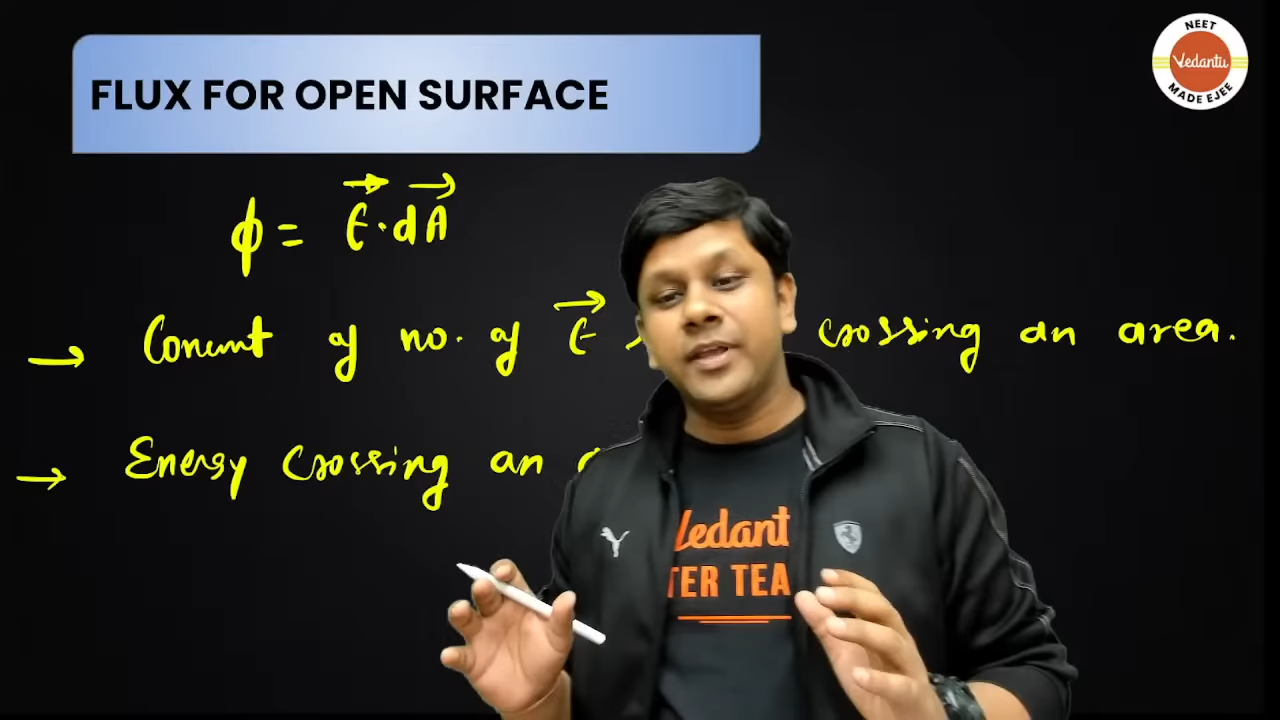 FLUX FOR OPEN SURFACE
NEET
Vedantu
MADE EJEE
ϕ = E⃗·dA⃗
→ Conunt of no. of E⃗ crossing an area.
→ Energy crossing an
Vedant
TER TEA